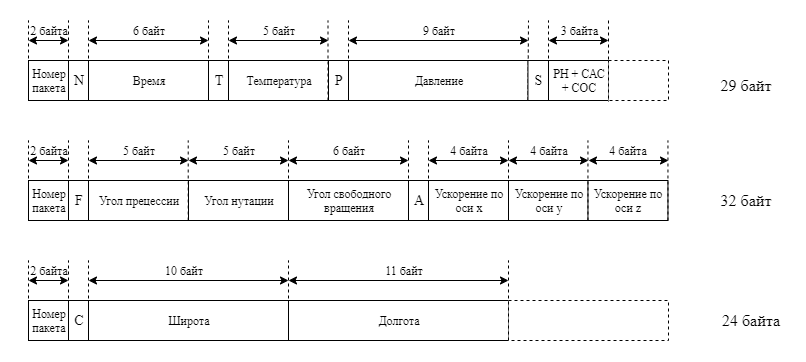 2 байта 6 байт 5 байт 9 байт 3 байта
Номер пакета N Время T Температура P Давление S РН + САС + СОС 29 байт
2 байта 5 байт 5 байт 6 байт 4 байта 4 байта 4 байта
Номер пакета F Угол прецессии Угол нутации Угол свободного вращения A Ускорение по оси x Ускорение по оси y Ускорение по оси z 32 байт
2 байта 10 байт 11 байт
Номер пакета C Широта Долгота 24 байта